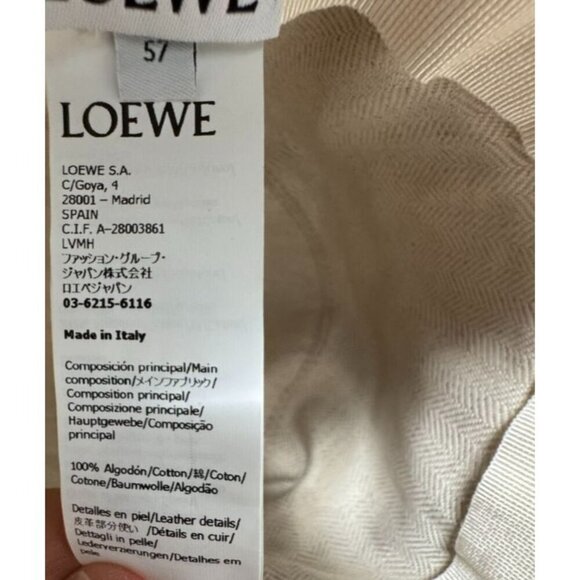 LOEWE
57
LOEWE
LOEWE S.A.
C/Goya, 4
28001 – Madrid
SPAIN
C.I.F. A-28003861
LVMH
ファッション・グループ・
ジャパン株式会社
ロエベジャパン
03-6215-6116
Made in Italy
Composición principal/Main
composition/メインファブリック/
Composition principal/
Composizione principale/
Hauptgewebe/Composição
principal
100% Algodón/Cotton/綿/Coton/
Cotone/Baumwolle/Algodão
Detalles en piel/Leather details/
皮革部分使い /Détails en cuir/
Dettagli in pelle/
Lederverzierungen/Detalhes em
pele